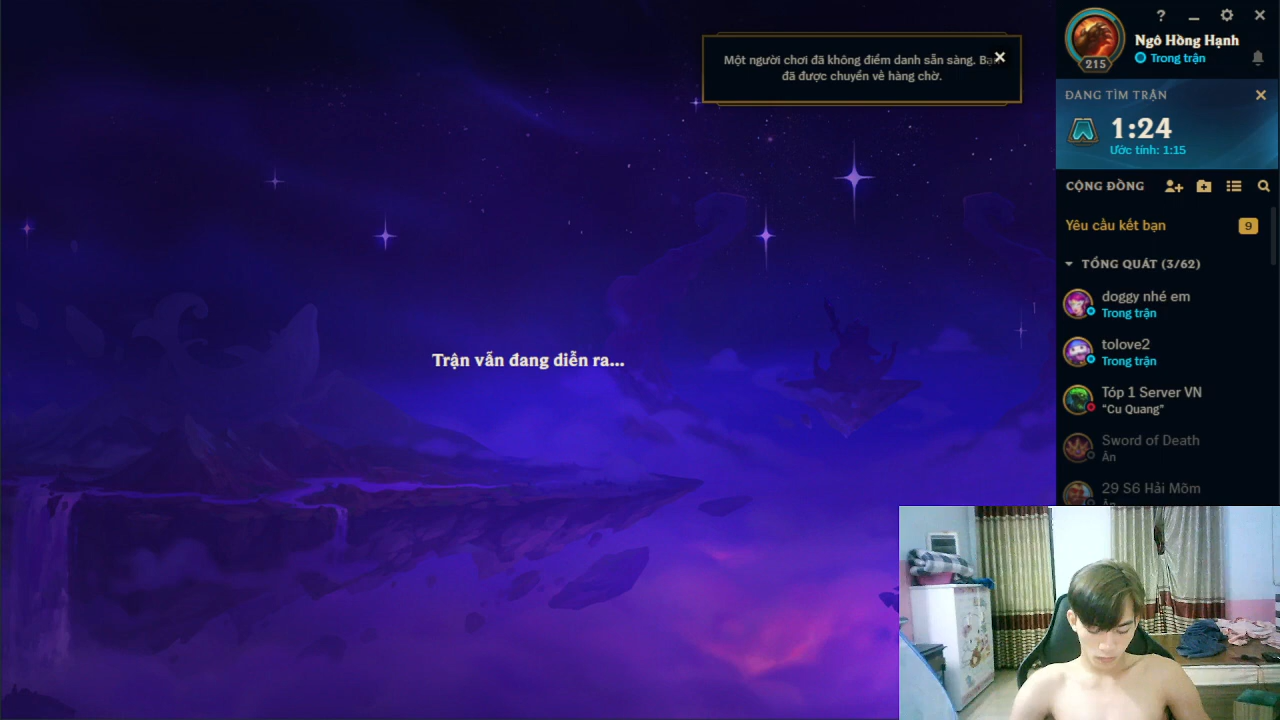 Một người chơi đã không điểm danh sẵn sàng.
đã được chuyển về hàng chờ.
Trận vẫn đang diễn ra...
?
Ngô Hồng Hạnh
Trong trận
215
ĐANG TÌM TRẬN
1:24
Ước tính: 1:15
CỘNG ĐỒNG
Yêu cầu kết bạn
9
TỔNG QUÁT (3/62)
doggy nhé em
Trong trận
tolove2
Trong trận
Tóp 1 Server VN
"Cu Quang"
Sword of Death
Ẩn
29 S6 Hải Mõm